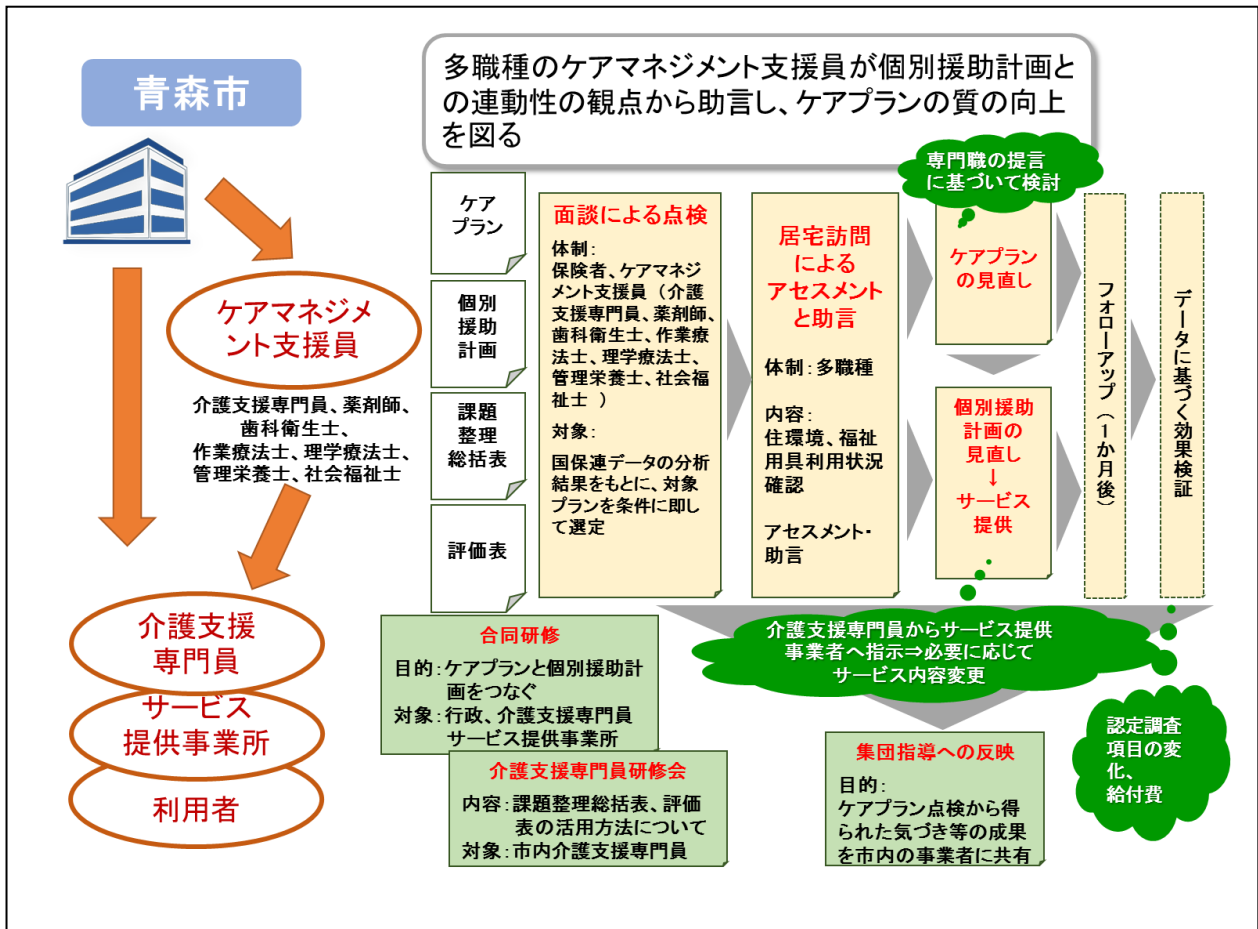 青森市
多職種のケアマネジメント支援員が個別援助計画と
の連動性の観点から助言し、ケアプランの質の向上
を図る
ケアマネジメ
ント支援員
介護支援専門員、薬剤師、
歯科衛生士、
作業療法士、理学療法士、
管理栄養士、社会福祉士
介護支援
専門員
サービス
提供事業所
利用者
ケア
プラン
個別
援助
計画
課題
整理
総括表
評価表
面談による点検
体制：
保険者、ケアマネジ
メント支援員（介護
支援専門員、薬剤師、
歯科衛生士、作業療
法士、理学療法士、
管理栄養士、社会福
祉士 ）
対象：
国保連データの分析
結果をもとに、対象
プランを条件に即し
て選定
居宅訪問
による
アセスメント
と助言
体制：多職種
内容：
住環境、福祉
用具利用状況
確認
アセスメント・
助言
専門職の提言
に基づいて検討
ケアプラン
の見直し
個別援助
計画の
見直し
↓
サービス
提供
フォローアップ（1か月後）
データに基づく効果検証
介護支援専門員からサービス提供
事業者へ指示⇒必要に応じて
サービス内容変更
認定調査
項目の変
化、
給付費
合同研修
目的：ケアプランと個別援助計
画をつなぐ
対象：行政、介護支援専門員
サービス提供事業所
介護支援専門員研修会
内容：課題整理総括表、評価
表の活用方法について
対象：市内介護支援専門員
集団指導への反映
目的：
ケアプラン点検から得
られた気づき等の成果
を市内の事業者に共有